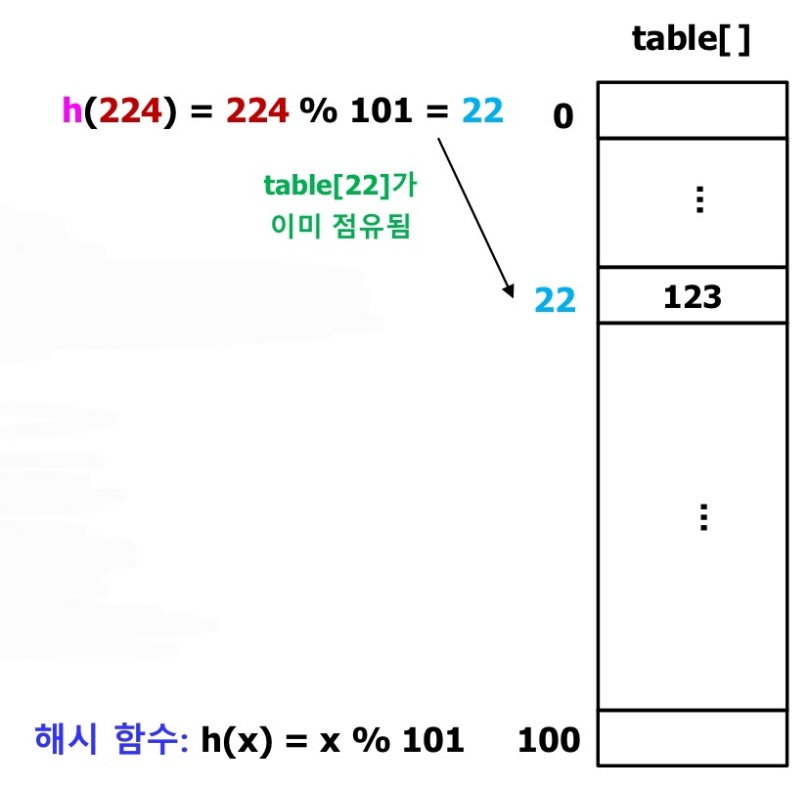 table[ ]
h(224) = 224 % 101 = 22
0
⋮
table[22]가
이미 점유됨
22
123
⋮
해시 함수: h(x) = x % 101
100